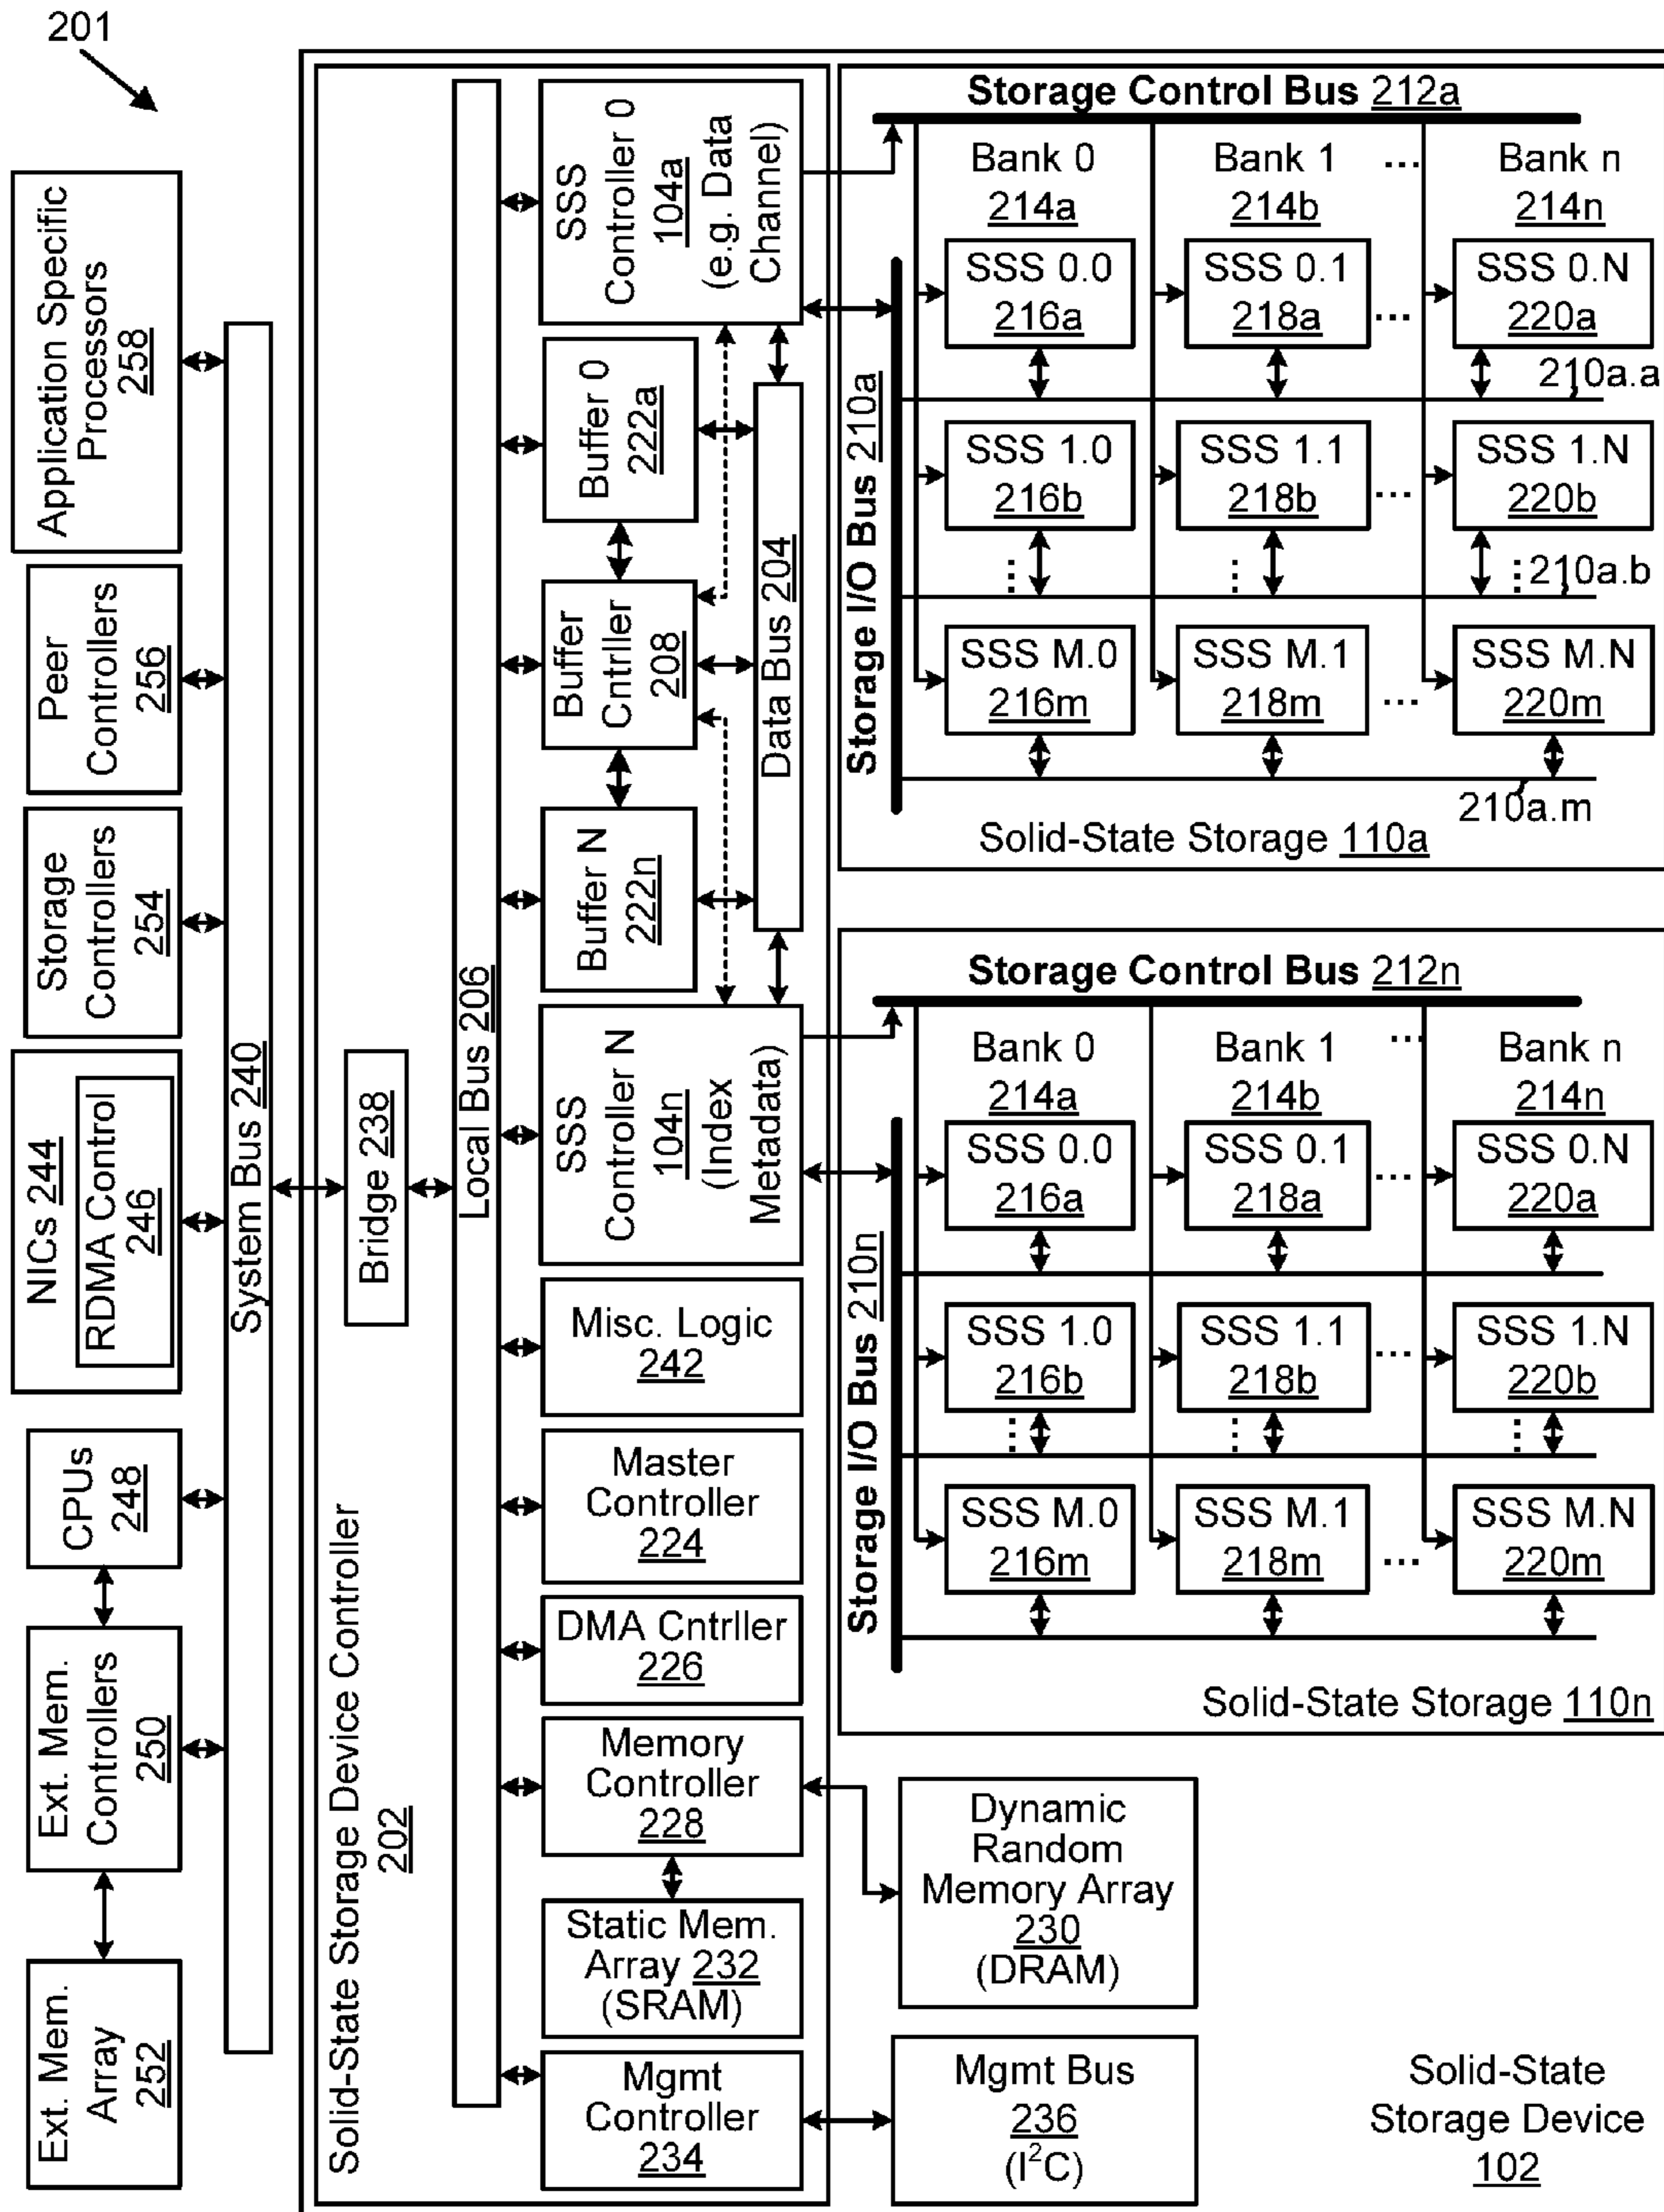 201
Application Specific
Processors
258
Peer
Controllers
256
Storage
Controllers
254
NICs 244
RDMA Control
246
CPUs
248
Ext. Mem.
Controllers
250
Ext. Mem.
Array
252
System Bus 240
Bridge 238
Solid-State Storage Device Controller
202
Local Bus 206
SSS
Controller 0
104a
(e.g. Data
Channel)
Buffer 0
222a
Buffer
Cntrller
208
Buffer N
222n
Data Bus 204
SSS
Controller N
104n
(Index
Metadata)
Misc. Logic
242
Master
Controller
224
DMA Cntrller
226
Memory
Controller
228
Static Mem.
Array 232
(SRAM)
Mgmt
Controller
234
Storage Control Bus 212a
Bank 0
214a
Bank 1
214b
...
Bank n
214n
Storage I/O Bus 210a
SSS 0.0
216a
SSS 0.1
218a
...
SSS 0.N
220a
210a.a
SSS 1.0
216b
SSS 1.1
218b
...
SSS 1.N
220b
...
...
...
210a.b
SSS M.0
216m
SSS M.1
218m
...
SSS M.N
220m
210a.m
Solid-State Storage 110a
Storage Control Bus 212n
Bank 0
214a
Bank 1
214b
...
Bank n
214n
Storage I/O Bus 210n
SSS 0.0
216a
SSS 0.1
218a
...
SSS 0.N
220a
SSS 1.0
216b
SSS 1.1
218b
...
SSS 1.N
220b
...
...
...
SSS M.0
216m
SSS M.1
218m
...
SSS M.N
220m
Solid-State Storage 110n
Dynamic
Random
Memory Array
230
(DRAM)
Mgmt Bus
236
(I²C)
Solid-State
Storage Device
102